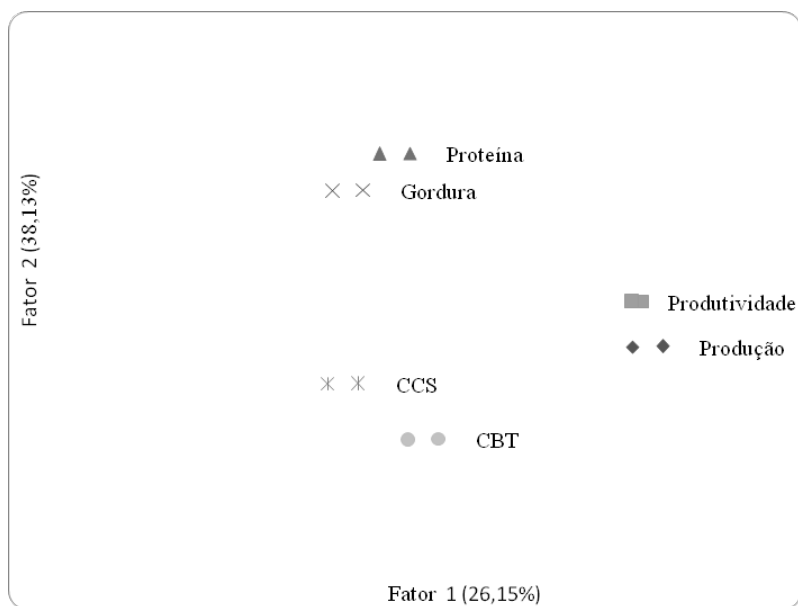 Proteína
Gordura
Fator 2 (38,13%)
Produtividade
Produção
CCS
CBT
Fator 1 (26,15%)